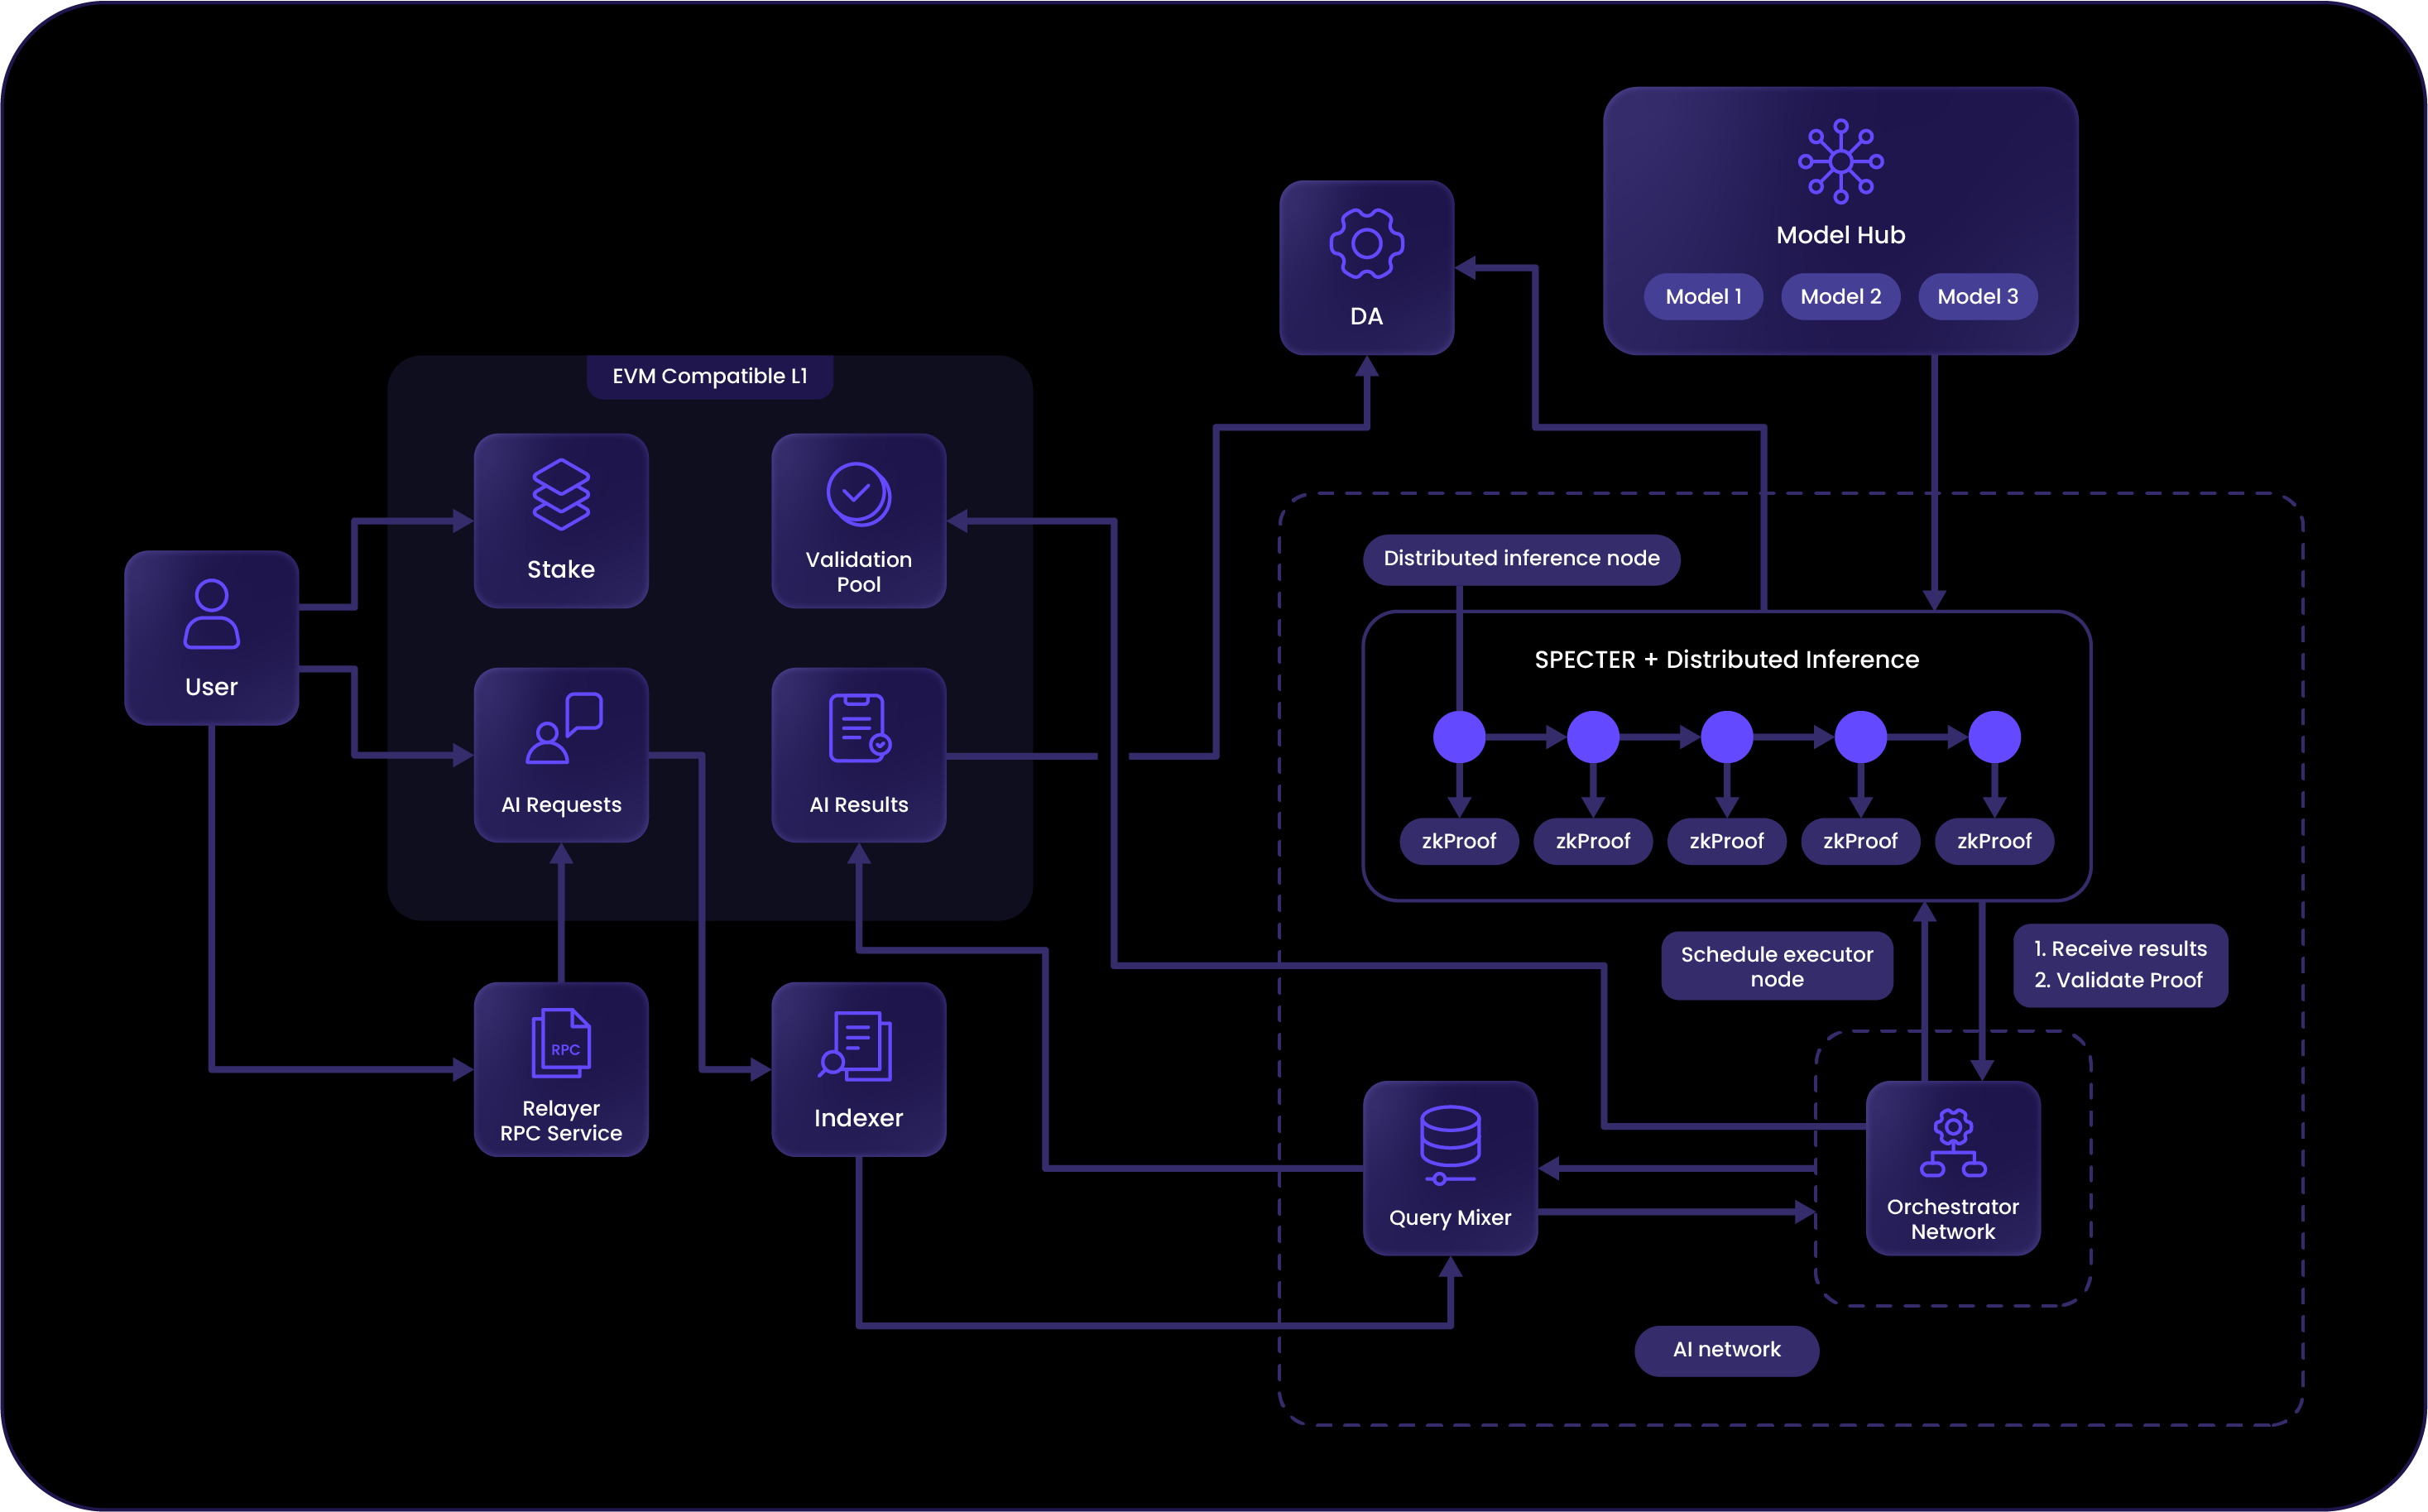 Model Hub
Model 1
Model 2
Model 3
DA
EVM Compatible L1
Stake
Validation
Pool
User
AI Requests
AI Results
Distributed inference node
SPECTER + Distributed Inference
zkProof
zkProof
zkProof
zkProof
zkProof
Schedule executor
node
1. Receive results
2. Validate Proof
RPC
Relayer
RPC Service
Indexer
Query Mixer
Orchestrator
Network
AI network